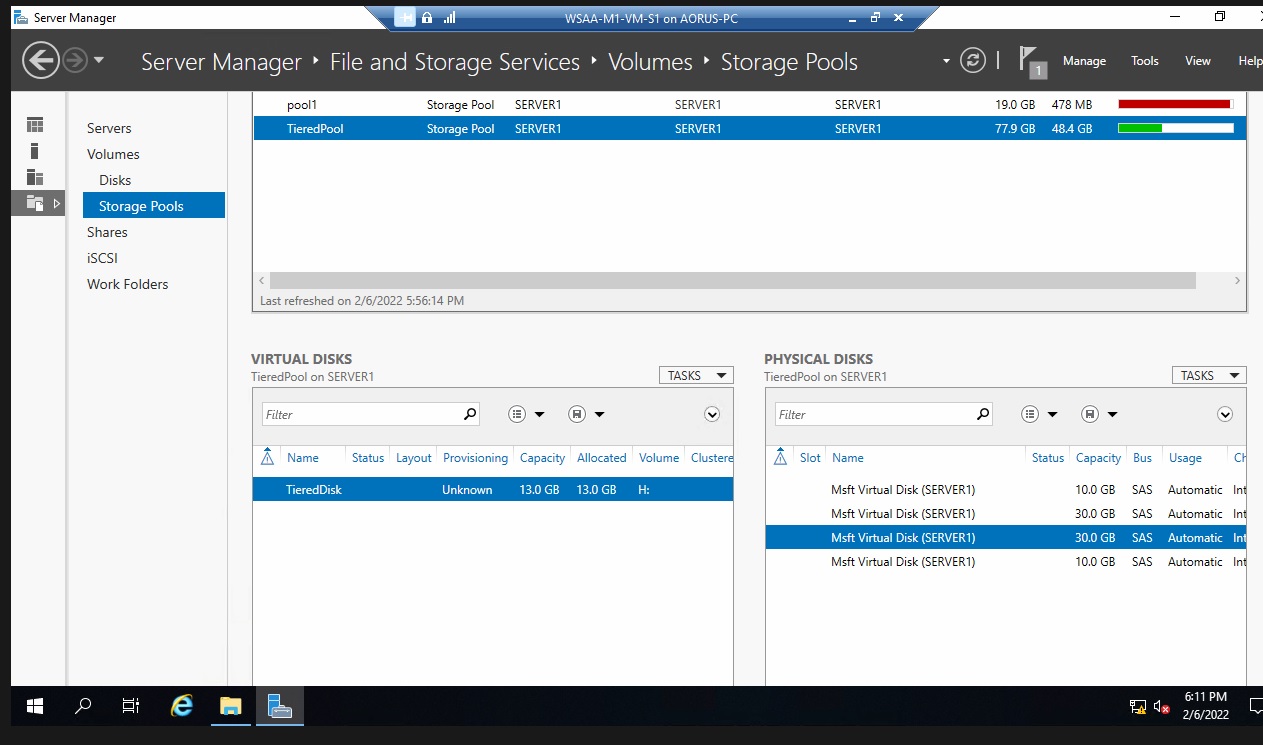 Server Manager
WSAA-M1-VM-S1 on AORUS-PC
Server Manager File and Storage Services Volumes Storage Pools
1 Manage Tools View Help
Servers
Volumes
Disks
Storage Pools
Shares
iSCSI
Work Folders
pool1 Storage Pool SERVER1 SERVER1 SERVER1 19.0 GB 478 MB
TieredPool Storage Pool SERVER1 SERVER1 SERVER1 77.9 GB 48.4 GB
Last refreshed on 2/6/2022 5:56:14 PM
VIRTUAL DISKS
TieredPool on SERVER1
TASKS
Filter
Name Status Layout Provisioning Capacity Allocated Volume Clustere
TieredDisk Unknown 13.0 GB 13.0 GB H:
PHYSICAL DISKS
TieredPool on SERVER1
TASKS
Filter
Slot Name Status Capacity Bus Usage Ch
Msft Virtual Disk (SERVER1) 10.0 GB SAS Automatic Int
Msft Virtual Disk (SERVER1) 30.0 GB SAS Automatic Int
Msft Virtual Disk (SERVER1) 30.0 GB SAS Automatic Int
Msft Virtual Disk (SERVER1) 10.0 GB SAS Automatic Int
6:11 PM
2/6/2022